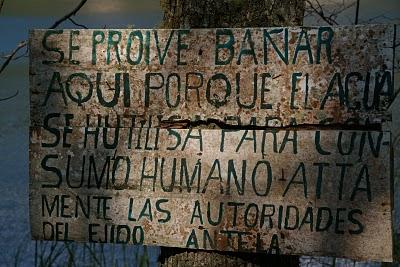 SE PROIVE BAÑAR
AQUI PORQUE El AGUA
SE HUTILISA PARA CON-
SUMO HUMANO ATTA
MENTE LAS AUTORIDADES
DEL EJIDO ANTELA